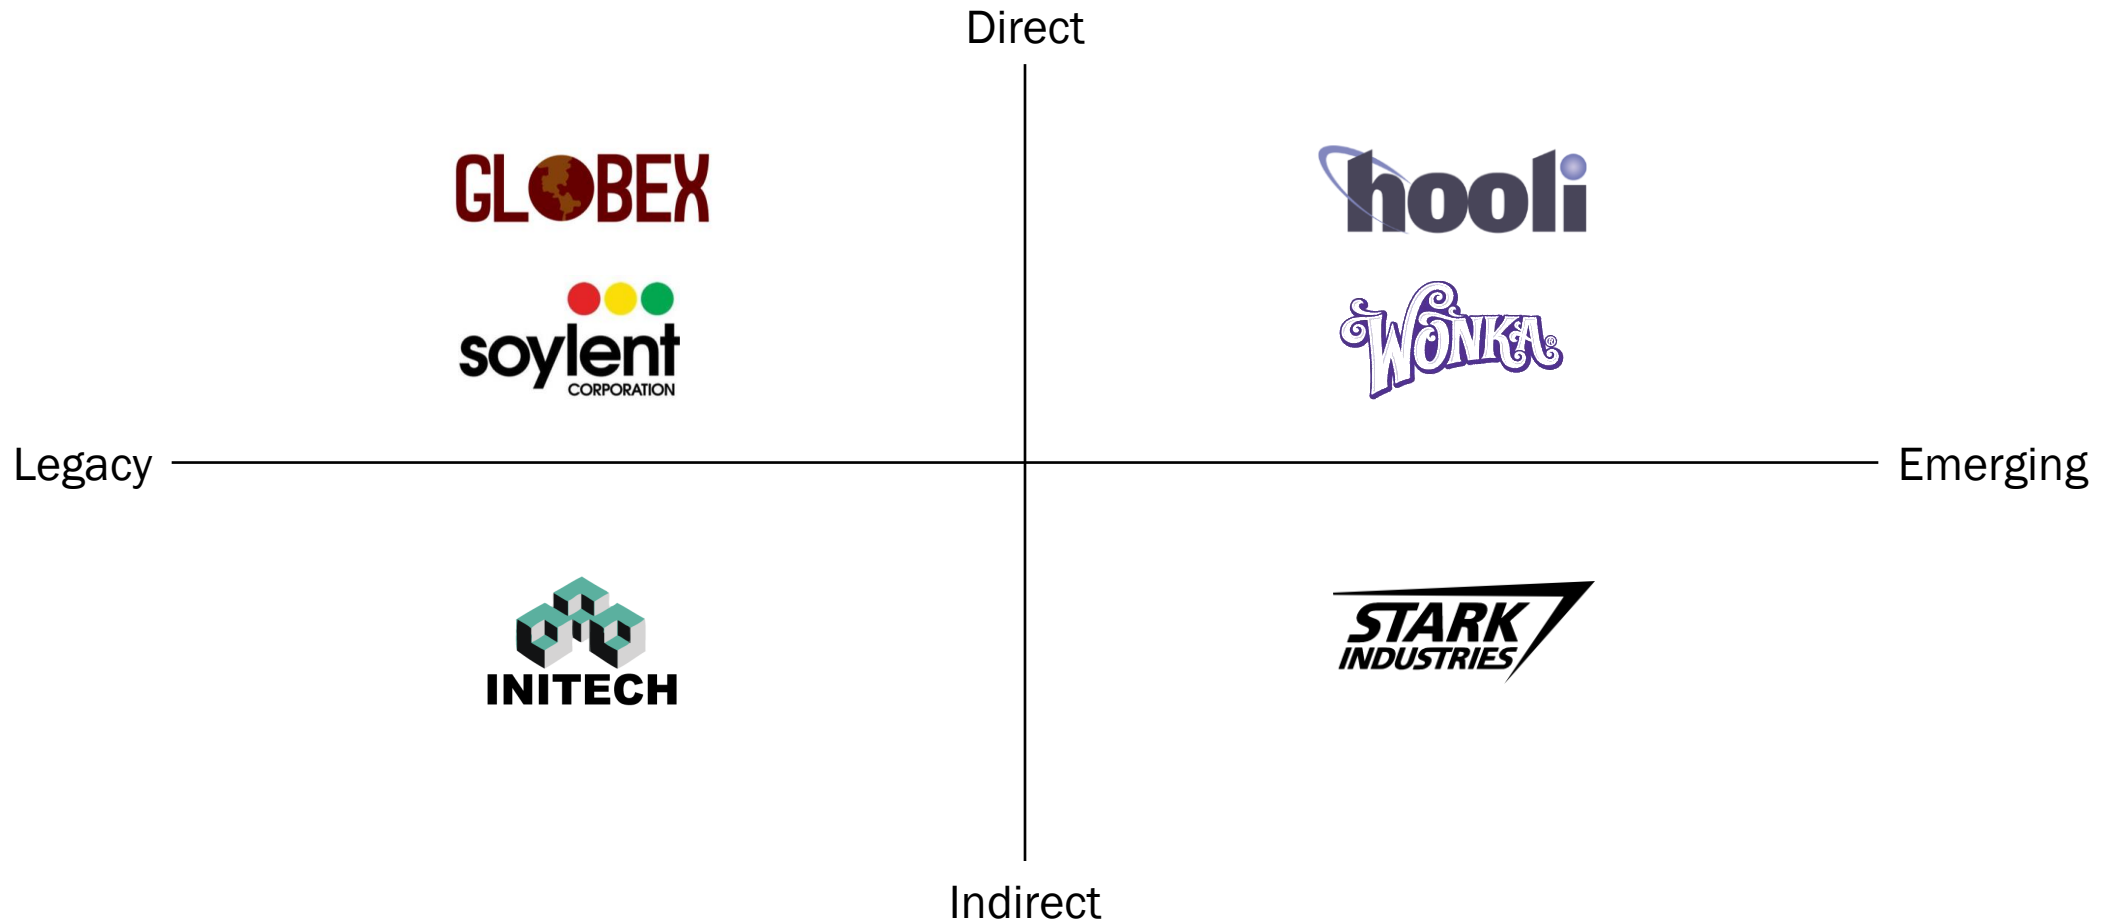 Direct
GLOBEX
hooli
soylent
CORPORATION
WONKA®
Legacy
Emerging
INITECH
STARK
INDUSTRIES
Indirect